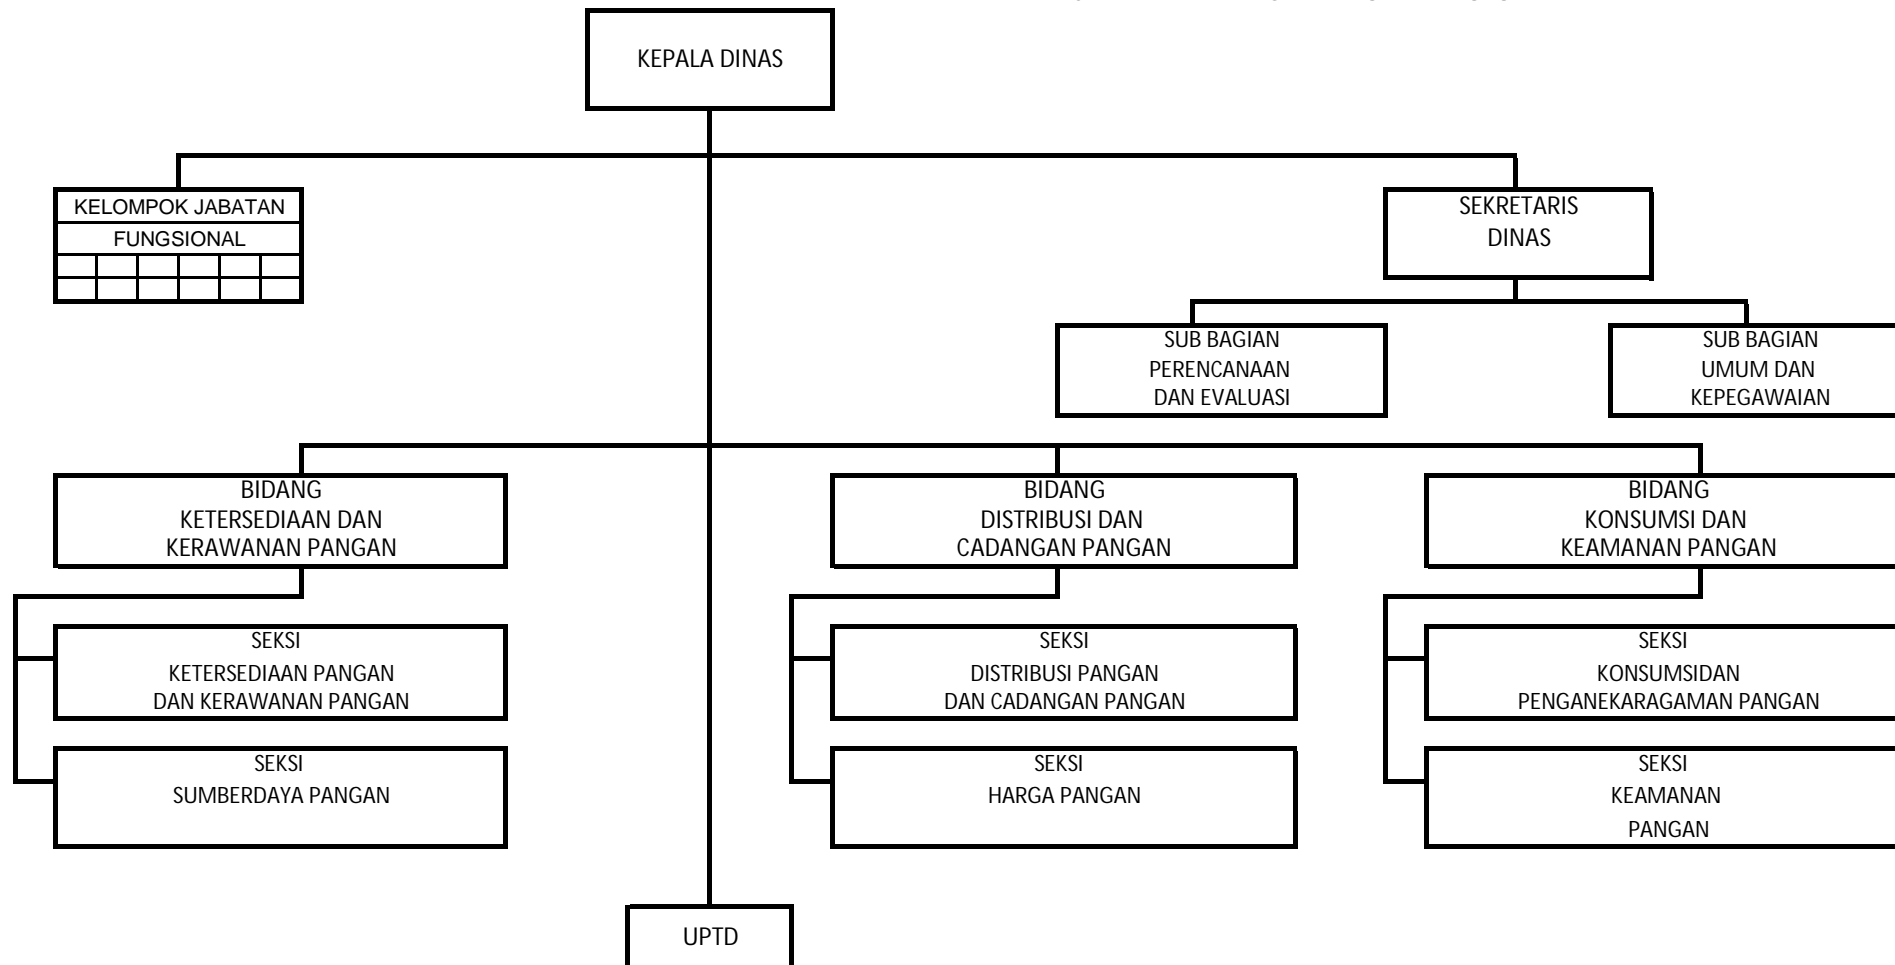 KEPALA DINAS
KELOMPOK JABATAN
FUNGSIONAL
SEKRETARIS
DINAS
SUB BAGIAN
PERENCANAAN
DAN EVALUASI
SUB BAGIAN
UMUM DAN
KEPEGAWAIAN
BIDANG
KETERSEDIAAN DAN
KERAWANAN PANGAN
BIDANG
DISTRIBUSI DAN
CADANGAN PANGAN
BIDANG
KONSUMSI DAN
KEAMANAN PANGAN
SEKSI
KETERSEDIAAN PANGAN
DAN KERAWANAN PANGAN
SEKSI
DISTRIBUSI PANGAN
DAN CADANGAN PANGAN
SEKSI
KONSUMSIDAN
PENGANEKARAGAMAN PANGAN
SEKSI
SUMBERDAYA PANGAN
SEKSI
HARGA PANGAN
SEKSI
KEAMANAN
PANGAN
UPTD